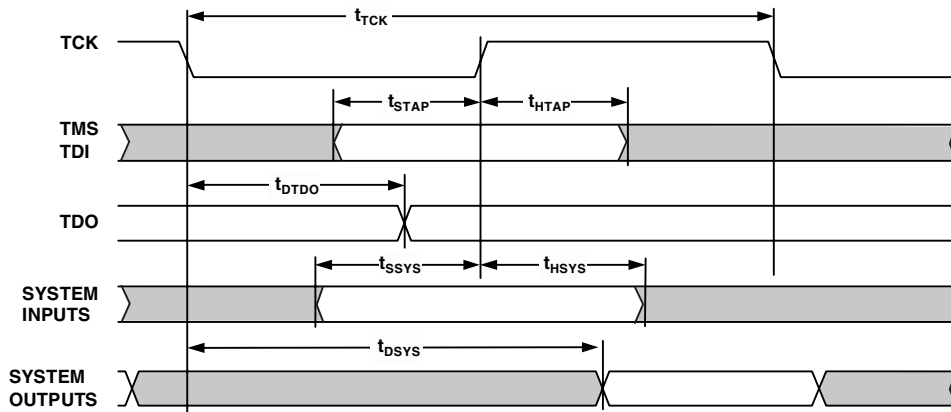 tTCK
TCK
tSTAP
tHTAP
TMS
TDI
tDTDO
TDO
tSSYS
tHSYS
SYSTEM
INPUTS
tDSYS
SYSTEM
OUTPUTS